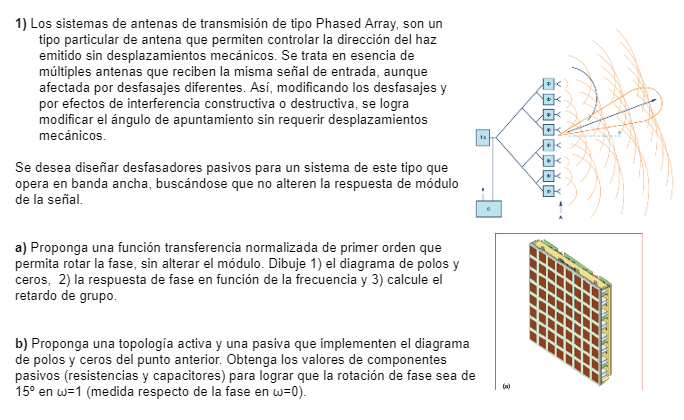 1) Los sistemas de antenas de transmisión de tipo Phased Array, son un
tipo particular de antena que permiten controlar la dirección del haz
emitido sin desplazamientos mecánicos. Se trata en esencia de
múltiples antenas que reciben la misma señal de entrada, aunque
afectada por desfasajes diferentes. Así, modificando los desfasajes y
por efectos de interferencia constructiva o destructiva, se logra
modificar el ángulo de apuntamiento sin requerir desplazamientos
mecánicos.
Se desea diseñar desfasadores pasivos para un sistema de este tipo que
opera en banda ancha, buscándose que no alteren la respuesta de módulo
de la señal.
a) Proponga una función transferencia normalizada de primer orden que
permita rotar la fase, sin alterar el módulo. Dibuje 1) el diagrama de polos y
ceros, 2) la respuesta de fase en función de la frecuencia y 3) calcule el
retardo de grupo.
b) Proponga una topología activa y una pasiva que implementen el diagrama
de polos y ceros del punto anterior. Obtenga los valores de componentes
pasivos (resistencias y capacitores) para lograr que la rotación de fase sea de
15º en ω=1 (medida respecto de la fase en ω=0).
TX
C
A
(a)